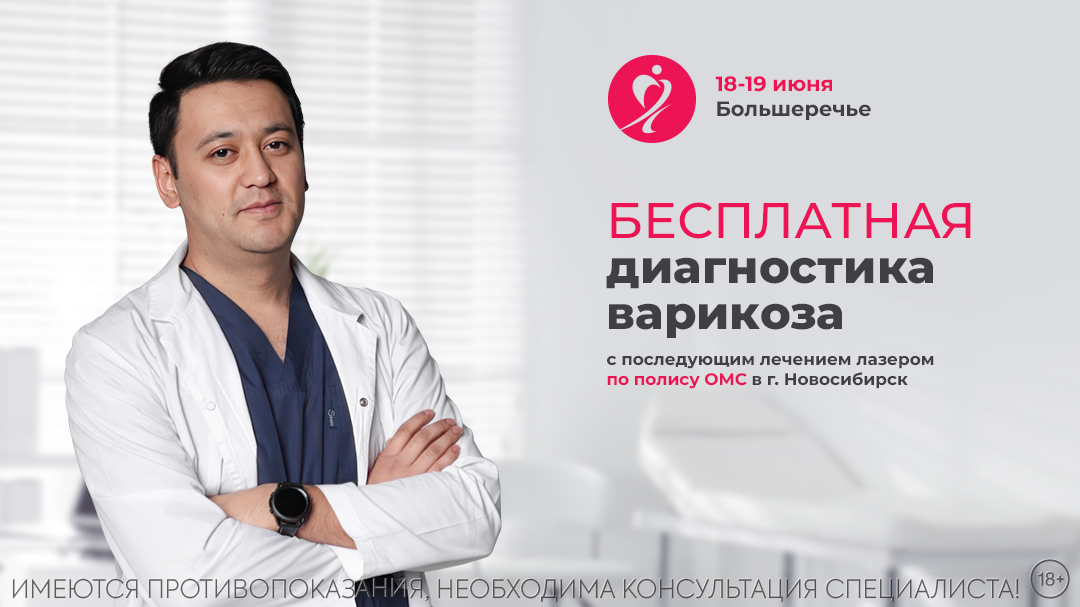 18-19 июня
Большеречье
БЕСПЛАТНАЯ
диагностика
варикоза
с последующим лечением лазером
по полису ОМС в г. Новосибирск
ИМЕЮТСЯ ПРОТИВОПОКАЗАНИЯ, НЕОБХОДИМА КОНСУЛЬТАЦИЯ СПЕЦИАЛИСТА! 18+